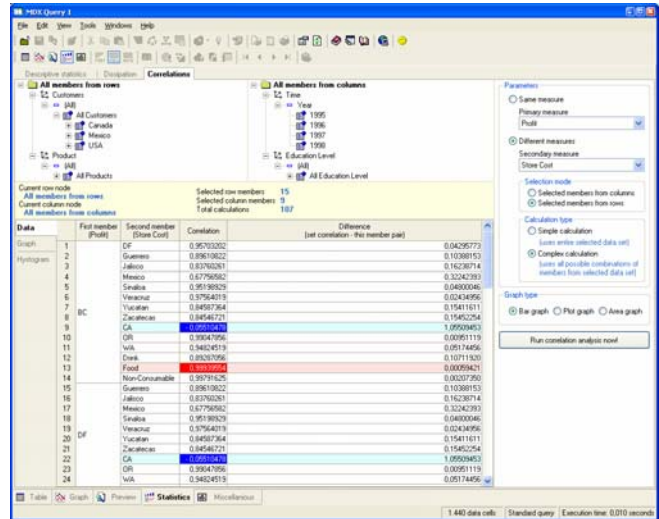 MDX Query 1
File Edit View Tools Windows Help
Descriptive statistics Dissipation Correlations
All members from rows
Customers
(All)
All Customers
Canada
Mexico
USA
Product
(All)
All Products
All members from columns
Time
Year
1995
1996
1997
1998
Education Level
(All)
All Education Level
Current row node
All members from rows
Current column node
All members from columns
Selected row members 15
Selected column members 9
Total calculations 187
Data
Graph
Hystogram
First member (Profit) Second member (Store Cost) Correlation Difference (set correlation - this member pair)
BC
1 DF 0,95703202 0,04295773
2 Guerrero 0,89610822 0,10388153
3 Jalisco 0,83760261 0,16238714
4 Mexico 0,67756582 0,32242393
5 Sinaloa 0,95198929 0,04800046
6 Veracruz 0,97564019 0,02434956
7 Yucatan 0,84587364 0,15411611
8 Zacatecas 0,84546721 0,15452254
9 CA -0,05510478 1,05509453
10 OR 0,99047856 0,00951119
11 WA 0,94824519 0,05174456
12 Drink 0,89287056 0,10711920
13 Food 0,99939554 0,00059421
14 Non-Consumable 0,99791625 0,00207350
DF
15 Guerrero 0,89610822 0,10388153
16 Jalisco 0,83760261 0,16238714
17 Mexico 0,67756582 0,32242393
18 Sinaloa 0,95198929 0,04800046
19 Veracruz 0,97564019 0,02434956
20 Yucatan 0,84587364 0,15411611
21 Zacatecas 0,84546721 0,15452254
22 CA -0,05510478 1,05509453
23 OR 0,99047856 0,00951119
24 WA 0,94824519 0,05174456
Parameters
Same measure
Primary measure
Profit
Different measures
Secondary measure
Store Cost
Selection mode
Selected members from columns
Selected members from rows
Calculation type
Simple calculation
(uses entire selected data set)
Complex calculation
(uses all possible combinations of
members from selected data set)
Graph type
Bar graph Plot graph Area graph
Run correlation analysis now!
Table Graph Preview Statistics Miscellanious
1 440 data cells Standard query Execution time: 0,010 seconds